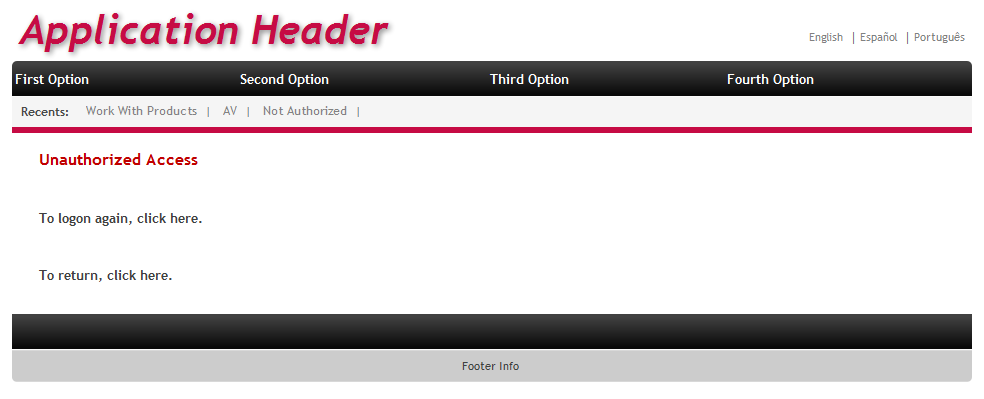 Application Header
English | Español | Português
First Option Second Option Third Option Fourth Option
Recents: Work With Products | AV | Not Authorized |
Unauthorized Access
To logon again, click here.
To return, click here.
Footer Info